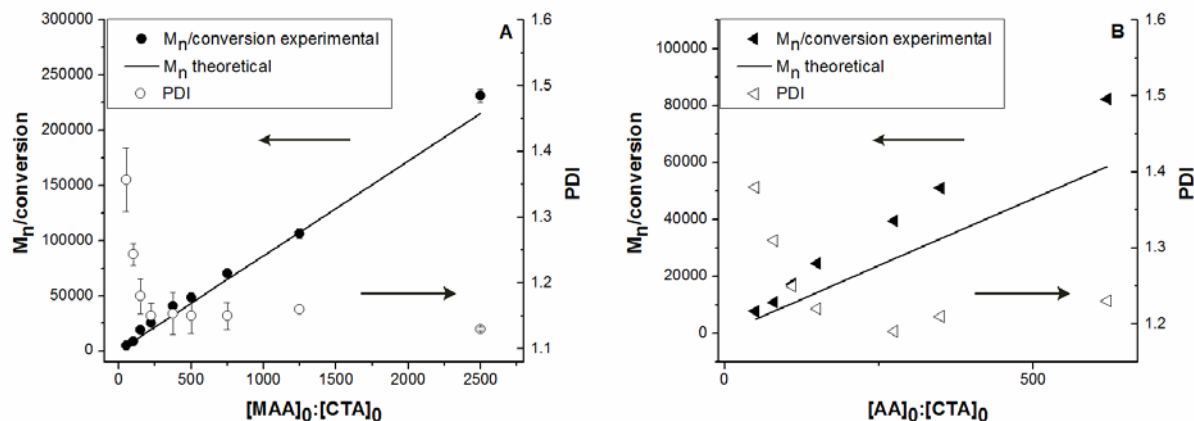 A
Mn/conversion experimental
Mn theoretical
PDI
300000
250000
200000
150000
100000
50000
0
Mn/conversion
1.6
1.5
1.4
1.3
1.2
1.1
PDI
0 500 1000 1500 2000 2500
[MAA]0:[CTA]0
B
Mn/conversion experimental
Mn theoretical
PDI
100000
80000
60000
40000
20000
0
Mn/conversion
1.6
1.5
1.4
1.3
1.2
PDI
0 500
[AA]0:[CTA]0